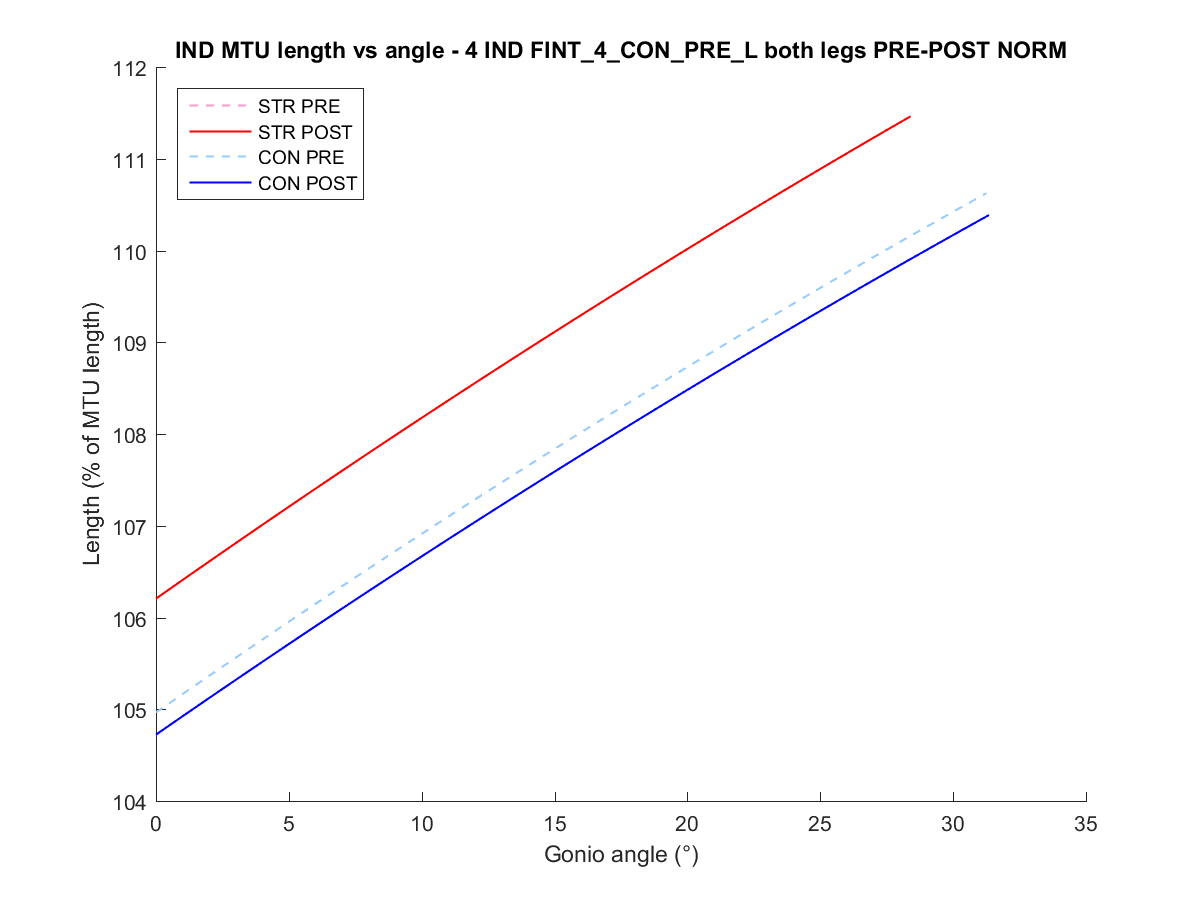 IND MTU length vs angle - 4 IND FINT_4_CON_PRE_L both legs PRE-POST NORM
112
111
110
109
108
107
106
105
104
Length (% of MTU length)
STR PRE
STR POST
CON PRE
CON POST
0 5 10 15 20 25 30 35
Gonio angle (°)